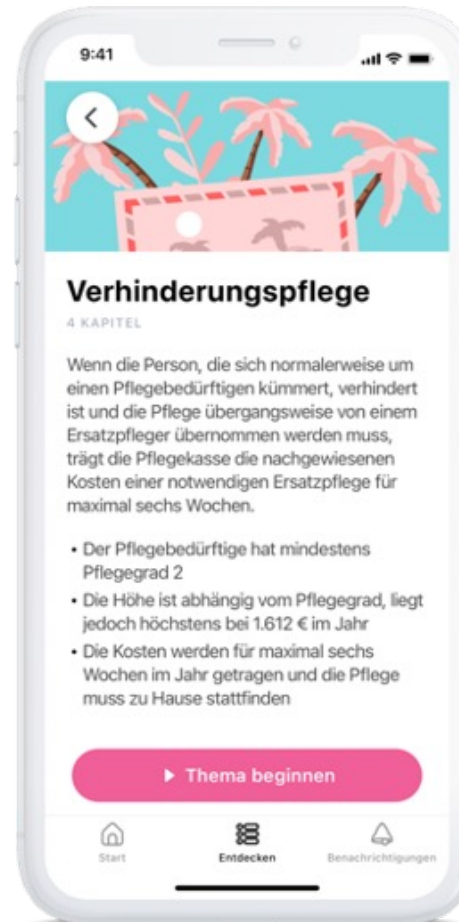 9:41
Verhinderungspflege
4 KAPITEL
Wenn die Person, die sich normalerweise um
einen Pflegebedürftigen kümmert, verhindert
ist und die Pflege übergangsweise von einem
Ersatzpfleger übernommen werden muss,
trägt die Pflegekasse die nachgewiesenen
Kosten einer notwendigen Ersatzpflege für
maximal sechs Wochen.
• Der Pflegebedürftige hat mindestens
Pflegegrad 2
• Die Höhe ist abhängig vom Pflegegrad, liegt
jedoch höchstens bei 1.612 € im Jahr
• Die Kosten werden für maximal sechs
Wochen im Jahr getragen und die Pflege
muss zu Hause stattfinden
Thema beginnen
Start Entdecken Benachrichtigungen